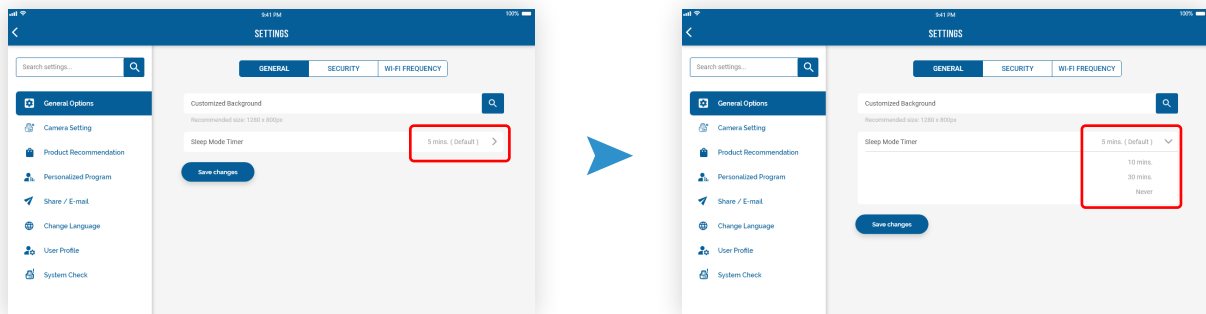 9:41 PM
100%
SETTINGS
Search settings...
General Options
Camera Setting
Product Recommendation
Personalized Program
Share / E-mail
Change Language
User Profile
System Check
GENERAL SECURITY WI-FI FREQUENCY
Customized Background
Recommended size: 1280 x 800px
Sleep Mode Timer 5 mins. ( Default )
Save changes
9:41 PM
100%
SETTINGS
Search settings...
General Options
Camera Setting
Product Recommendation
Personalized Program
Share / E-mail
Change Language
User Profile
System Check
GENERAL SECURITY WI-FI FREQUENCY
Customized Background
Recommended size: 1280 x 800px
Sleep Mode Timer 5 mins. ( Default )
10 mins.
30 mins.
Never
Save changes